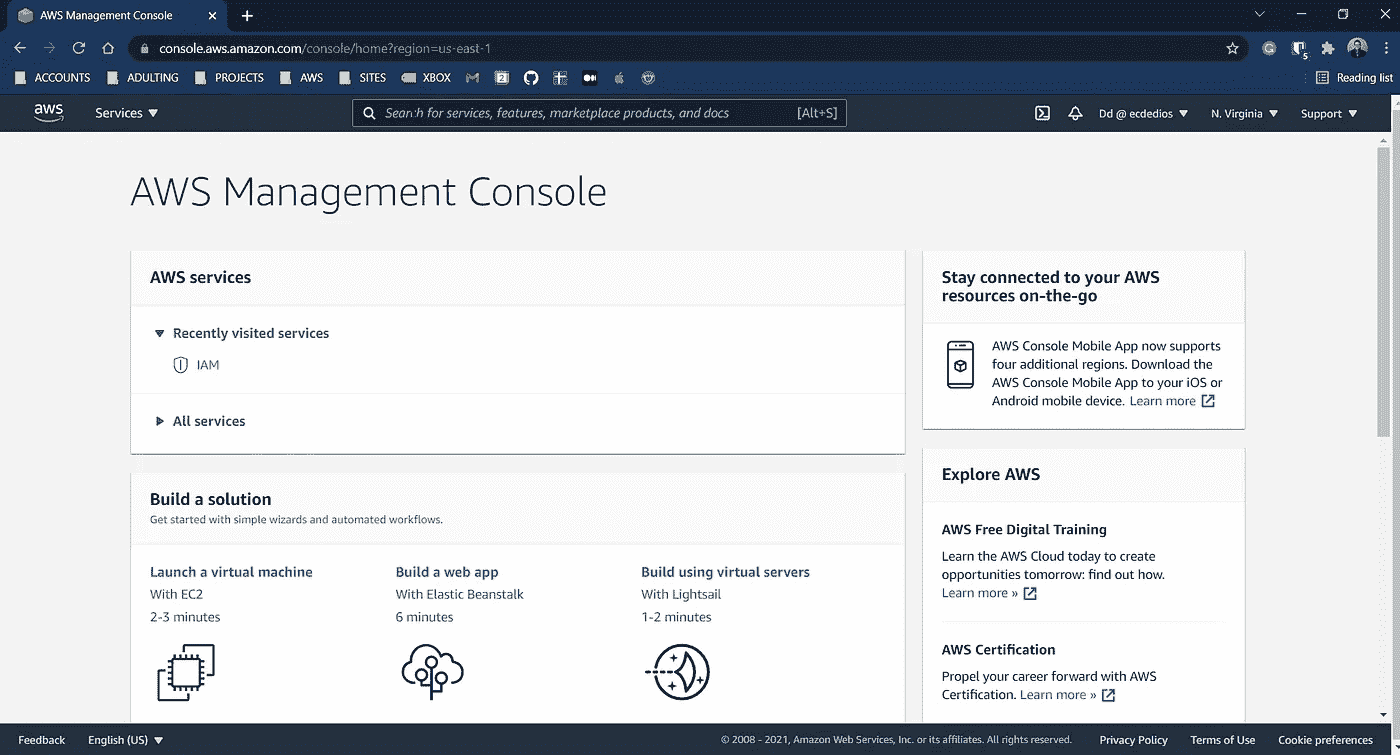 AWS Management Console
console.aws.amazon.com/console/home?region=us-east-1
5
ACCOUNTS ADULTING PROJECTS AWS SITES XBOX Reading list
aws Services Search for services, features, marketplace products, and docs [Alt+S] Dd @ ecdedios N. Virginia Support
AWS Management Console
AWS services
Recently visited services
IAM
All services
Build a solution
Get started with simple wizards and automated workflows.
Launch a virtual machine
With EC2
2-3 minutes
Build a web app
With Elastic Beanstalk
6 minutes
Build using virtual servers
With Lightsail
1-2 minutes
Stay connected to your AWS
resources on-the-go
AWS Console Mobile App now supports
four additional regions. Download the
AWS Console Mobile App to your iOS or
Android mobile device. Learn more
Explore AWS
AWS Free Digital Training
Learn the AWS Cloud today to create
opportunities tomorrow: find out how.
Learn more »
AWS Certification
Propel your career forward with AWS
Certification. Learn more »
Feedback English (US) © 2008 - 2021, Amazon Web Services, Inc. or its affiliates. All rights reserved. Privacy Policy Terms of Use Cookie preferences